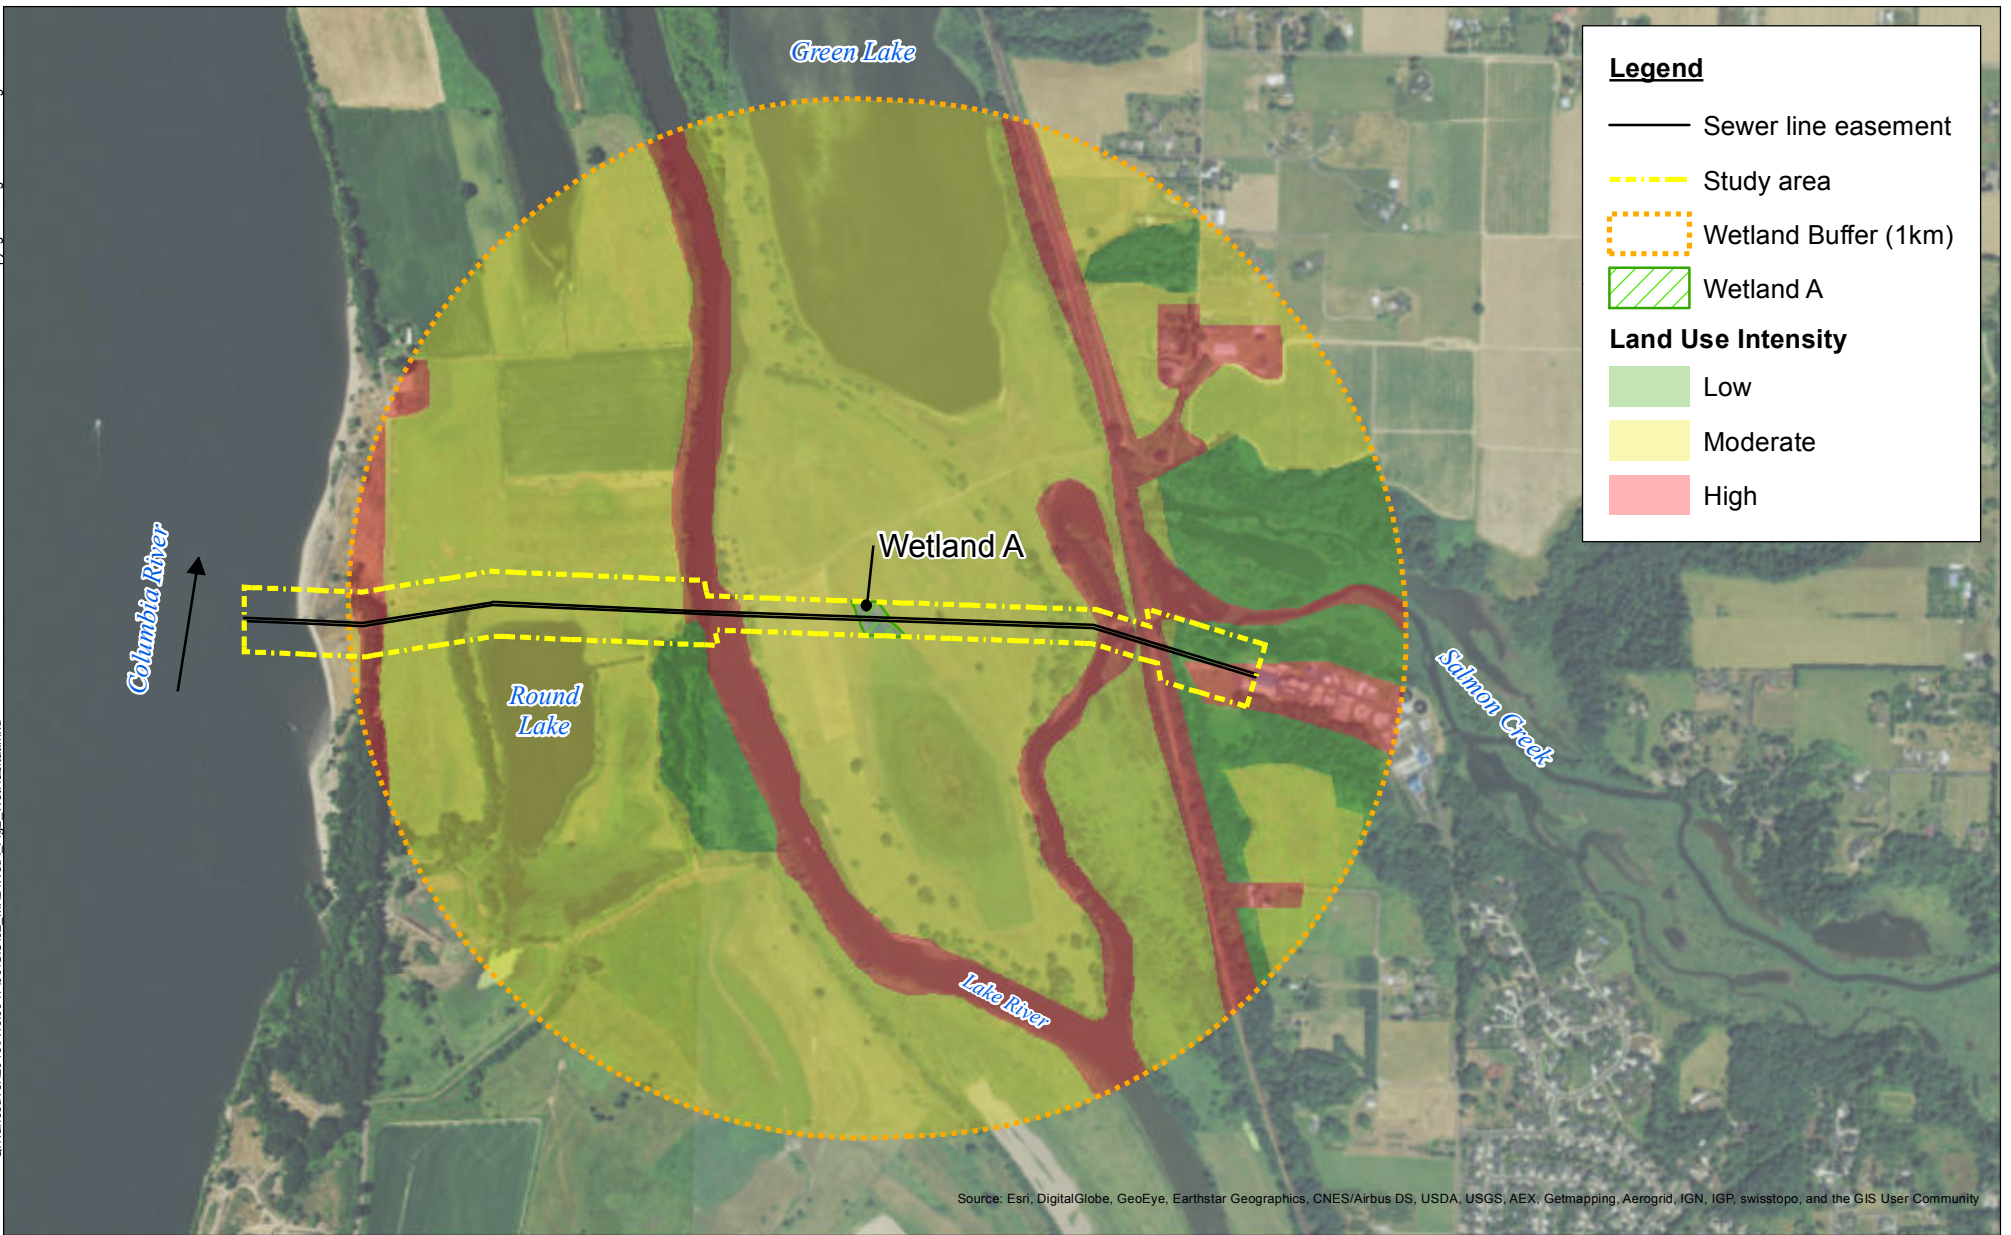 Green Lake
Legend
Sewer line easement
Study area
Wetland Buffer (1km)
Wetland A
Land Use Intensity
Low
Moderate
High
Wetland A
Columbia River
Round
Lake
Salmon Creek
Lake River
Source: Esri, DigitalGlobe, GeoEye, Earthstar Geographics, CNES/Airbus DS, USDA, USGS, AEX, Getmapping, Aerogrid, IGN, IGP, swisstopo, and the GIS User Community